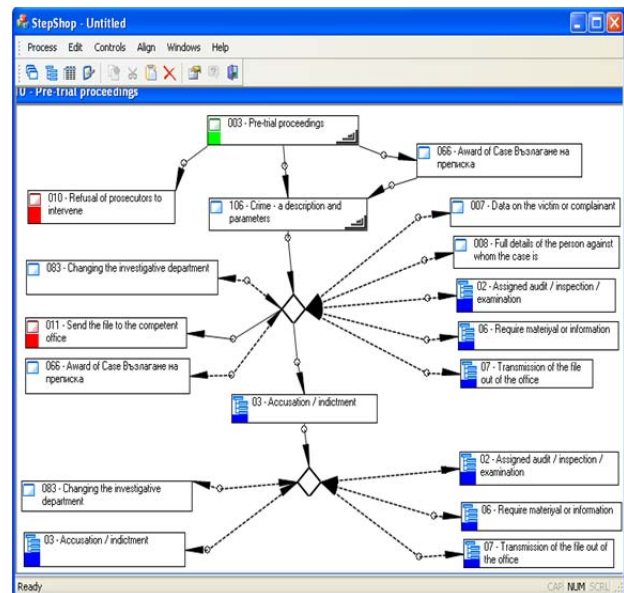 StepShop - Untitled
Process Edit Controls Align Windows Help
10 - Pre-trial proceedings
003 - Pre-trial proceedings
066 - Award of Case Възлагане на
преписка
010 - Refusal of prosecutors to
intervene
106 - Crime - a description and
parameters
007 - Data on the victim or complainant
008 - Full details of the person against
whom the case is
083 - Changing the investigative department
02 - Assigned audit / inspection /
examination
011 - Send the file to the competent
office
06 - Require materiyal or information
066 - Award of Case Възлагане на
преписка
07 - Transmission of the file
out of the office
03 - Accusation / indictment
02 - Assigned audit / inspection /
examination
083 - Changing the investigative
department
06 - Require materiyal or information
03 - Accusation / indictment
07 - Transmission of the file out of
the office
Ready
CAP NUM SCRL